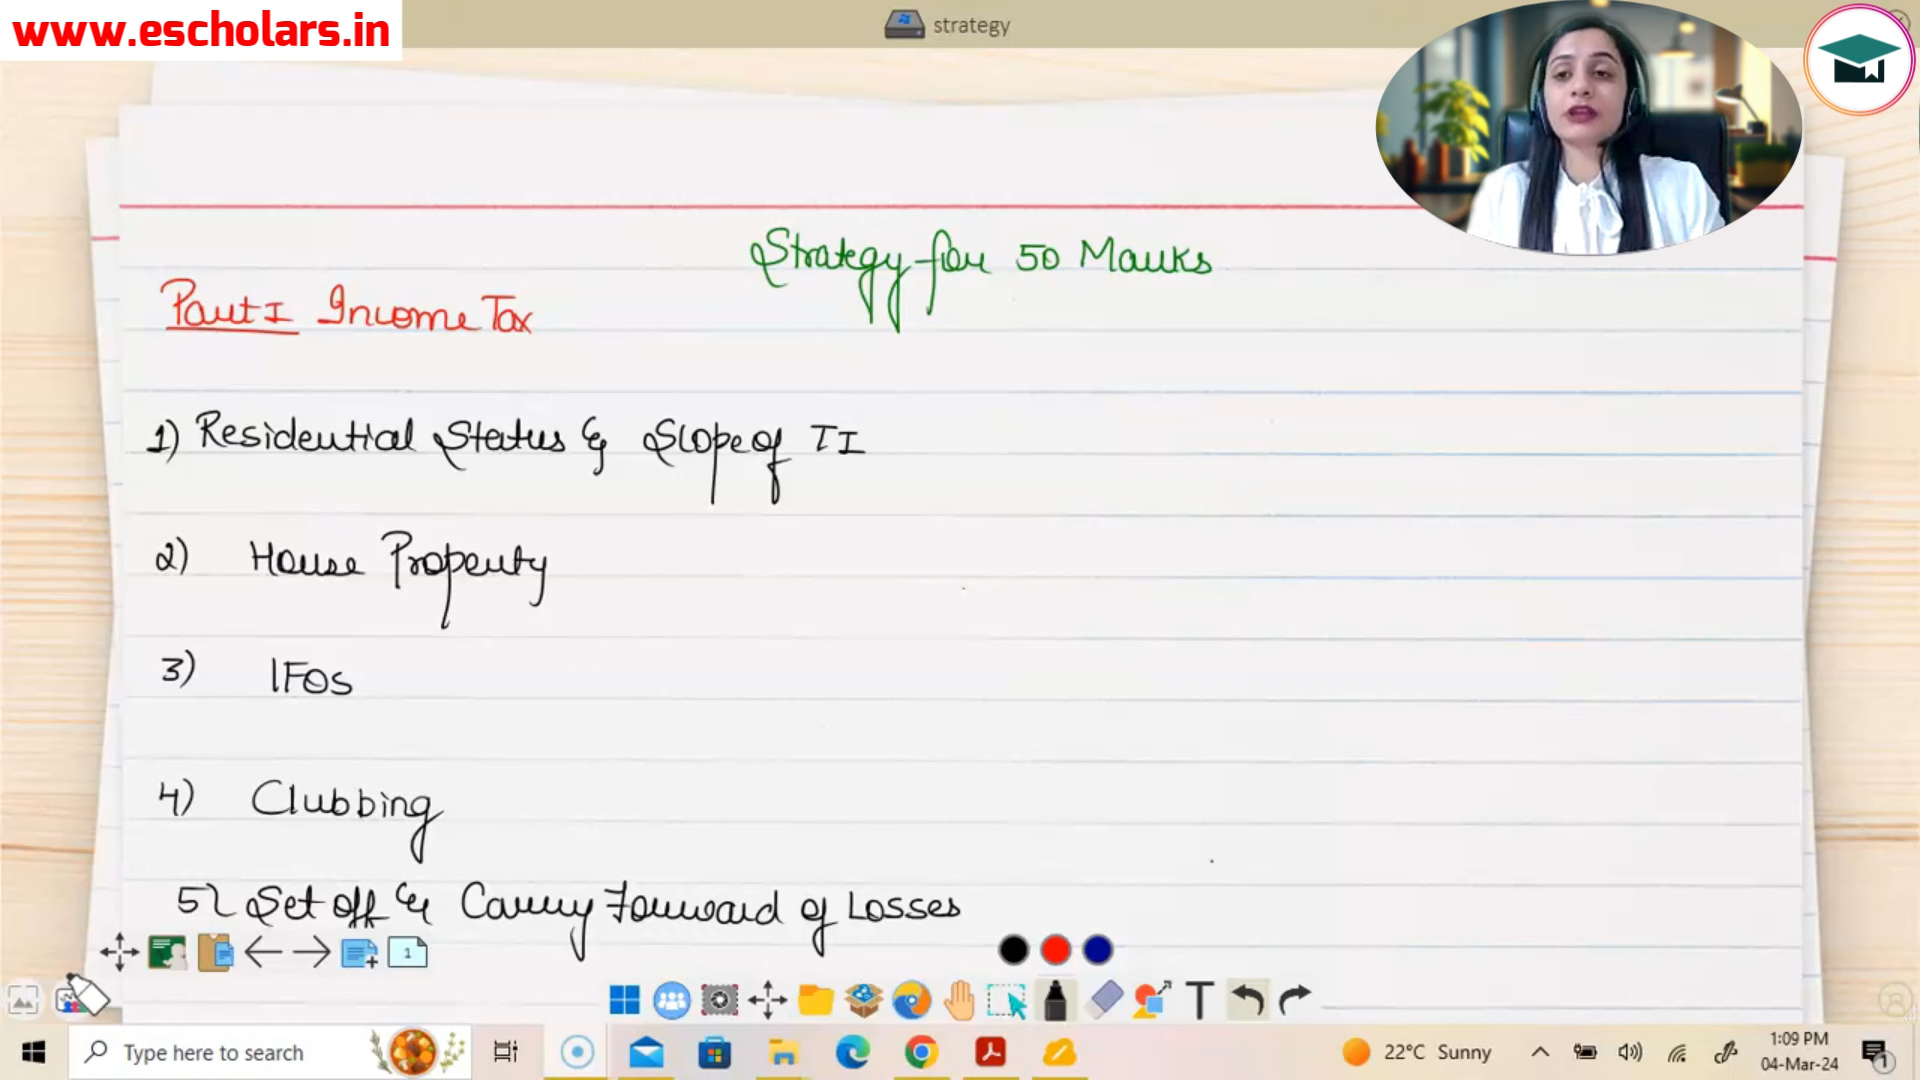 www.escholars.in
strategy
Strategy for 50 Marks
Part I Income Tax
1) Residential Status & Scope of TI
2) House Property
3) IFOS
4) Clubbing
5) Set off & Carry Forward of Losses
1
T
Type here to search
22°C Sunny
1:09 PM
04-Mar-24
1